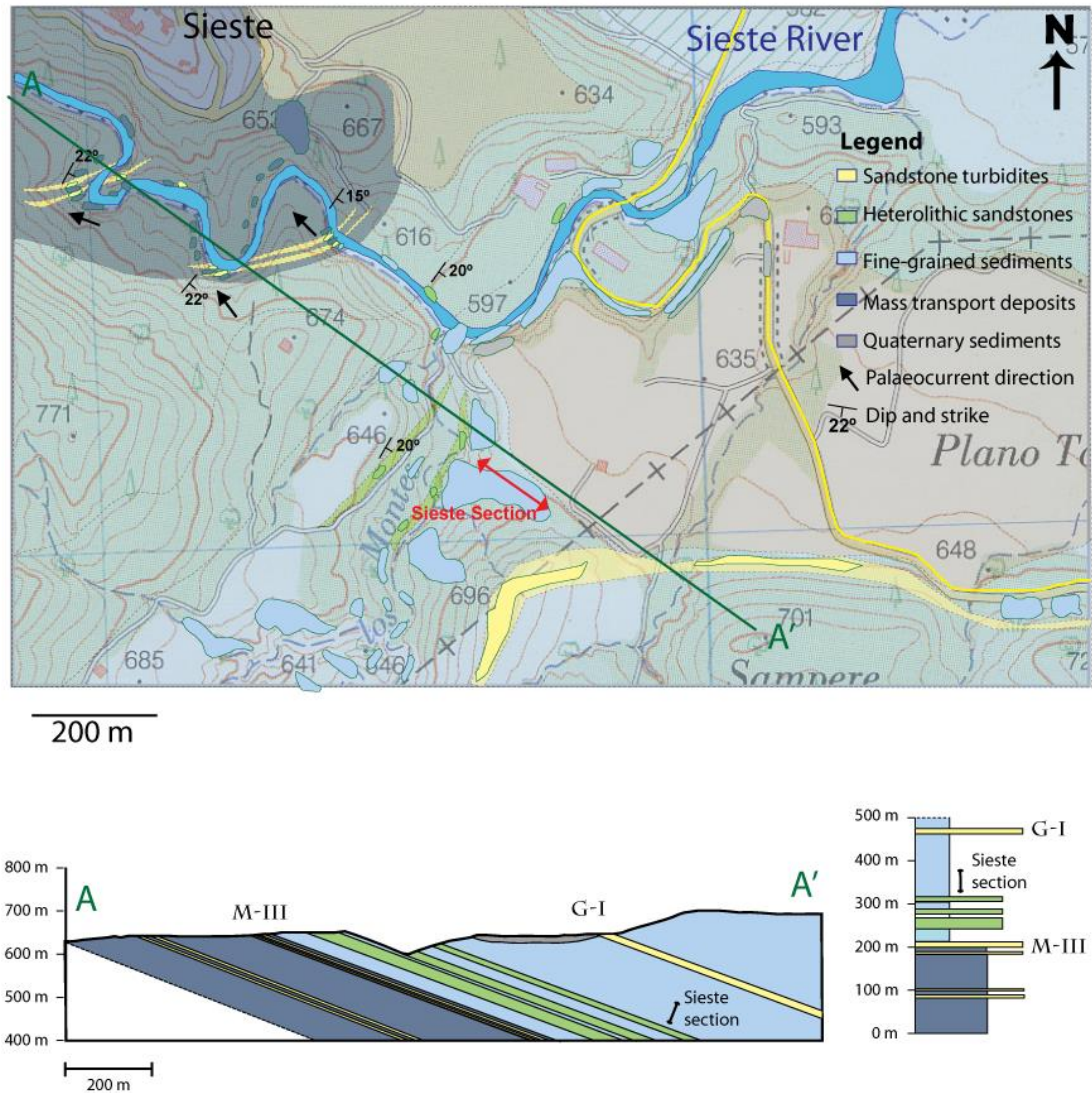 Sieste
Sieste River
N
A
634
593
667
22º
15º
616
20º
597
22º
674
635
771
646
20º
Montes
Sieste Section
Plano
648
696
los
701
A'
685
641
646
Sampere
Legend
Sandstone turbidites
Heterolithic sandstones
Fine-grained sediments
Mass transport deposits
Quaternary sediments
Palaeocurrent direction
22º
Dip and strike
200 m
800 m
700 m
600 m
500 m
400 m
A
M-III
G-I
A'
Sieste
section
200 m
500 m
400 m
300 m
200 m
100 m
0 m
G-I
Sieste
section
M-III